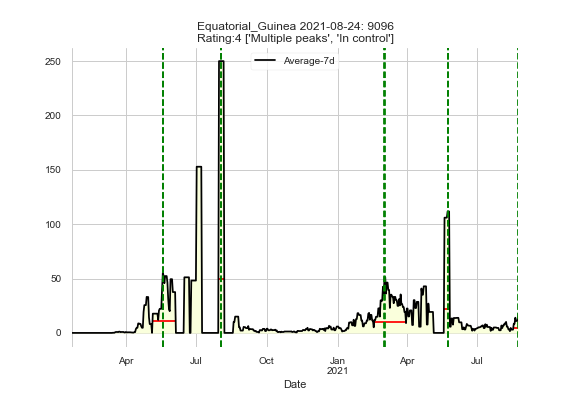 Equatorial_Guinea 2021-08-24: 9096
Rating:4 ['Multiple peaks', 'In control']
Average-7d
250
200
150
100
50
0
Apr
Jul
Oct
Jan
2021
Apr
Jul
Date